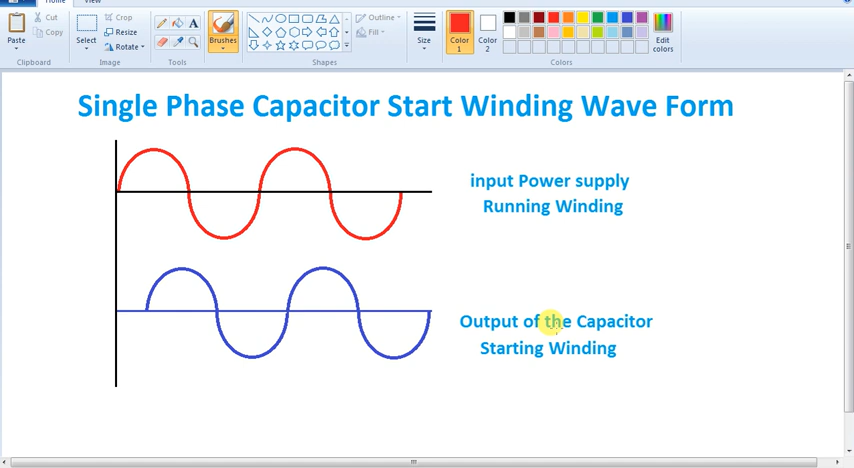 Home View
Paste
Cut
Copy
Clipboard
Select
Crop
Resize
Rotate
Image
Tools
A
Brushes
Shapes
Outline
Fill
Size
Color
1
Color
2
Edit
colors
Colors
Single Phase Capacitor Start Winding Wave Form
input Power supply
Running Winding
Output of the Capacitor
Starting Winding